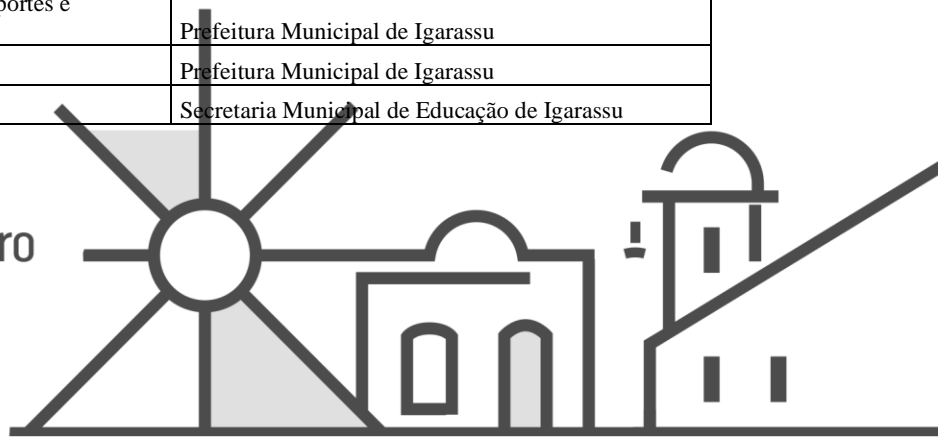 portes e
Prefeitura Municipal de Igarassu
Prefeitura Municipal de Igarassu
Secretaria Municipal de Educação de Igarassu
ro